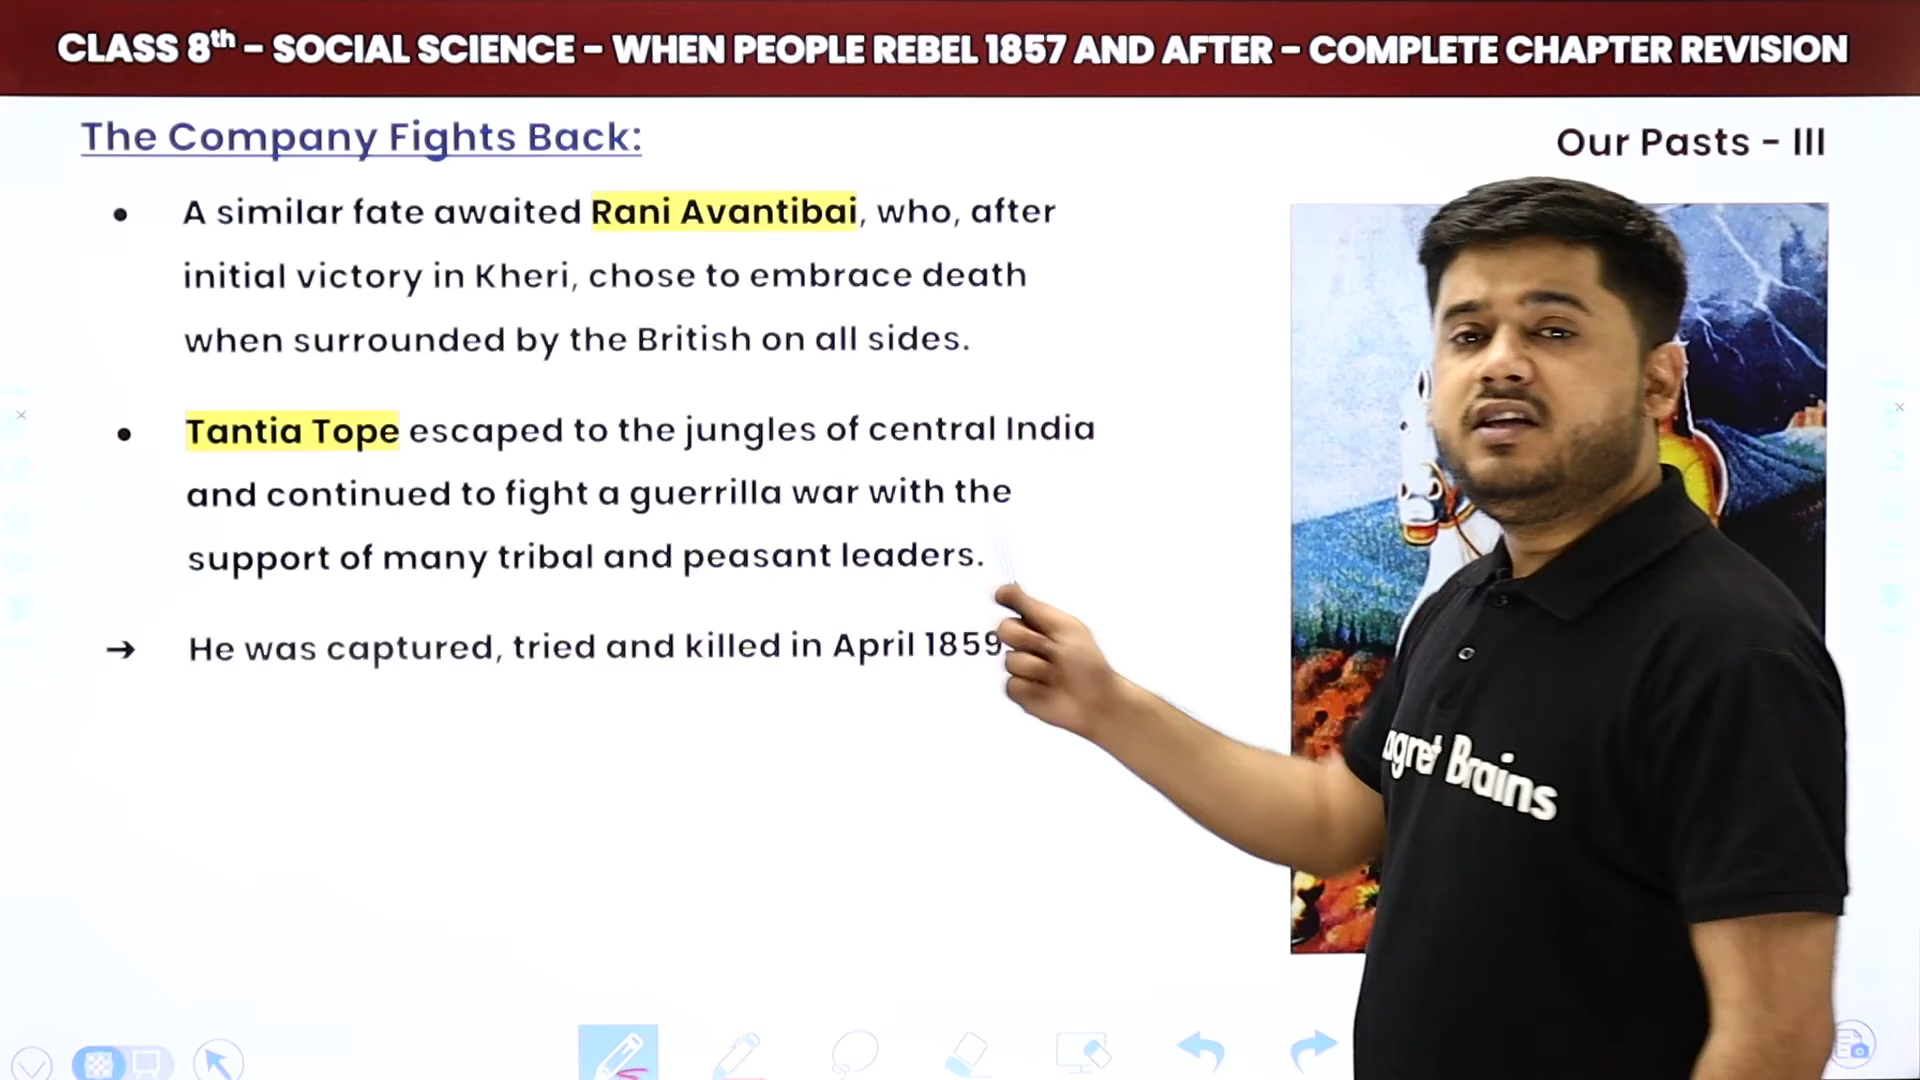 CLASS 8th – SOCIAL SCIENCE – WHEN PEOPLE REBEL 1857 AND AFTER – COMPLETE CHAPTER REVISION
The Company Fights Back:
Our Pasts – III
• A similar fate awaited Rani Avantibai, who, after
initial victory in Kheri, chose to embrace death
when surrounded by the British on all sides.
• Tantia Tope escaped to the jungles of central India
and continued to fight a guerrilla war with the
support of many tribal and peasant leaders.
➔ He was captured, tried and killed in April 1859
agret Brains